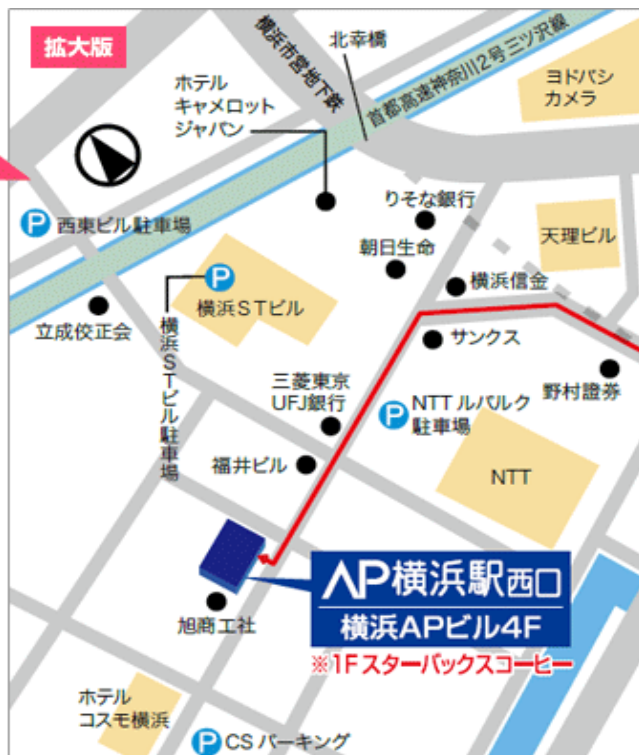 拡大版
北幸橋
横浜市営地下鉄
首都高速神奈川2号三ツ沢線
ヨドバシ
カメラ
ホテル
キャメロット
ジャパン
りそな銀行
P 西東ビル駐車場
朝日生命
天理ビル
P
横浜信金
横浜STビル
立成佼正会
サンクス
横浜STビル駐車場
三菱東京
UFJ銀行
野村證券
P NTTルパルク
駐車場
福井ビル
NTT
AP横浜駅西口
横浜APビル4F
旭商工社
※1Fスターバックスコーヒー
ホテル
コスモ横浜
P CSパーキング